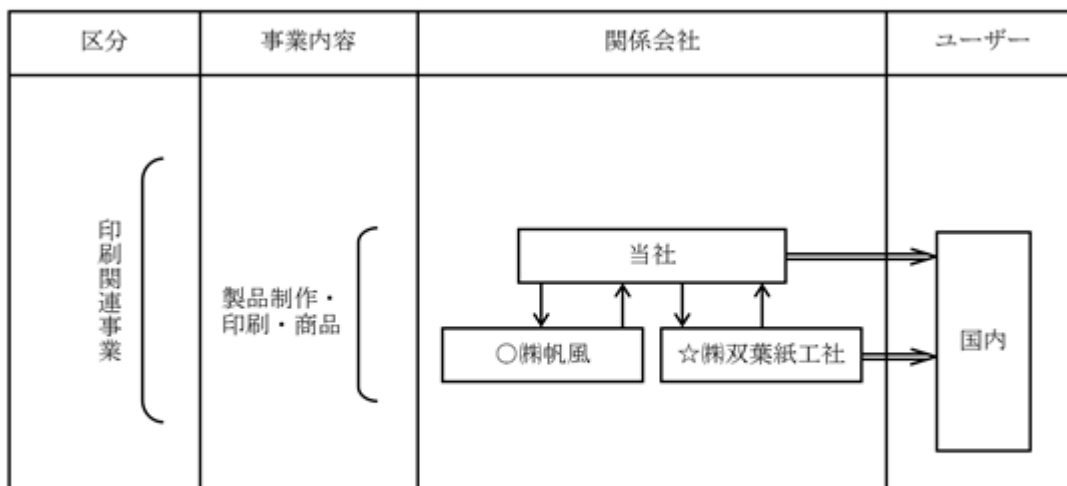 区分
事業内容
関係会社
ユーザー
印刷関連事業
製品制作・
印刷・商品
当社
○㈱帆風
☆㈱双葉紙工社
国内